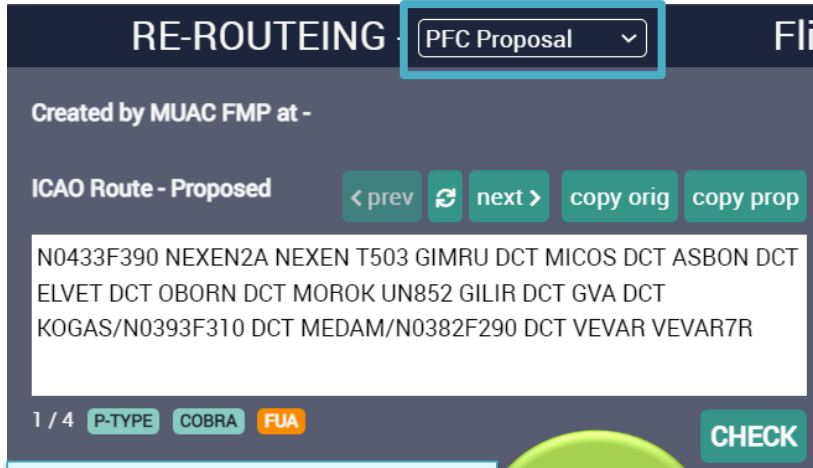 RE-ROUTEING - PFC Proposal Fli
Created by MUAC FMP at -
ICAO Route - Proposed < prev next > copy orig copy prop
N0433F390 NEXEN2A NEXEN T503 GIMRU DCT MICOS DCT ASBON DCT
ELVET DCT OBORN DCT MOROK UN852 GILIR DCT GVA DCT
KOGAS/N0393F310 DCT MEDAM/N0382F290 DCT VEVAR VEVAR7R
1 / 4 P-TYPE COBRA FUA CHECK